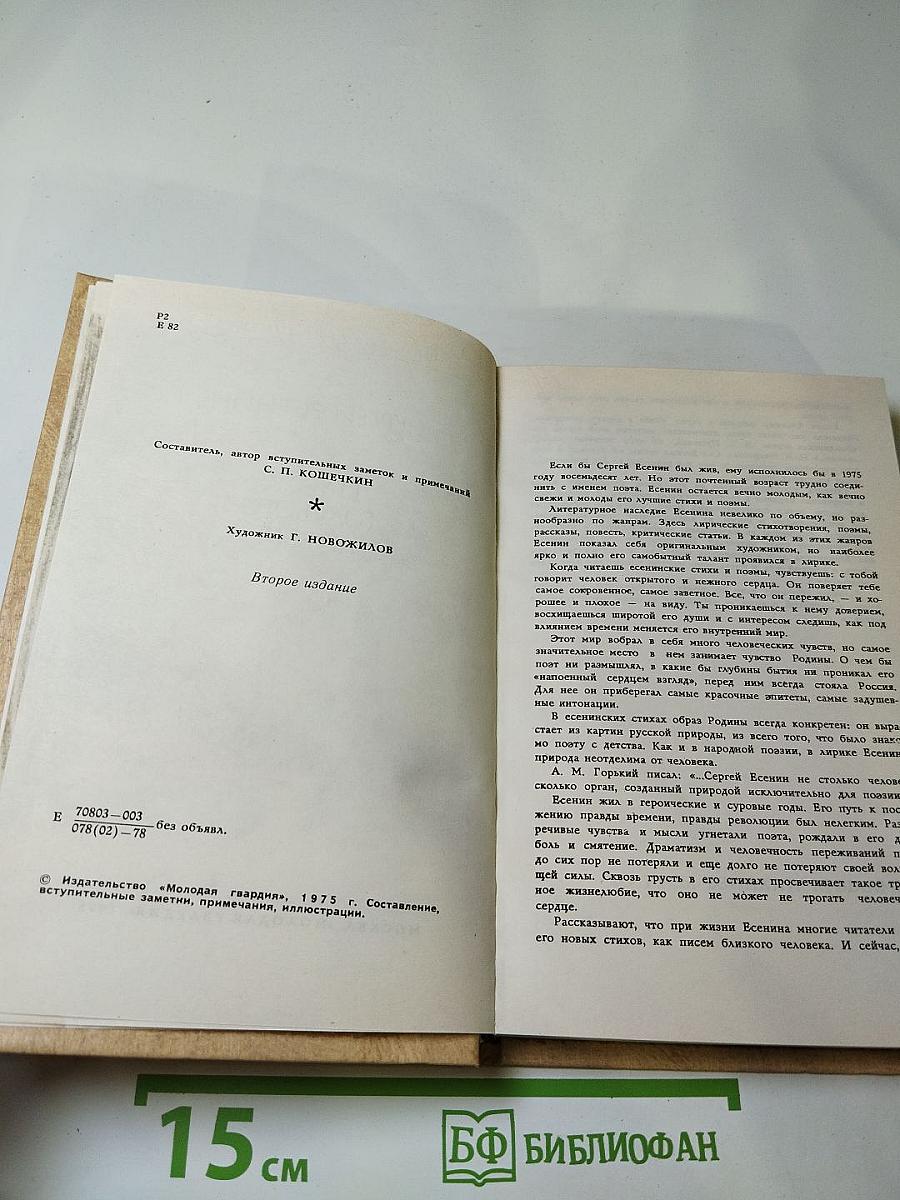 Р2
Е 82
Составитель, автор вступительных заметок и примечаний
С. П. КОШЕЧКИН
*
Художник Г. НОВОЖИЛОВ
Второе издание
Е 70803—003
078(02)—78 без объявл.
© Издательство «Молодая гвардия», 1975 г. Составление,
вступительные заметки, примечания, иллюстрации.
Если бы Сергей Есенин был жив, ему исполнилось бы в 1975
году восемьдесят лет. Но этот почтенный возраст трудно соеди-
нить с именем поэта. Есенин остается вечно молодым, как вечно
свежи и молоды его лучшие стихи и поэмы.
Литературное наследие Есенина невелико по объему, но раз-
нообразно по жанрам. Здесь лирические стихотворения, поэмы,
рассказы, повесть, критические статьи. В каждом из этих жанров
Есенин показал себя оригинальным художником, но наиболее
ярко и полно его самобытный талант проявился в лирике.
Когда читаешь есенинские стихи и поэмы, чувствуешь: с тобой
говорит человек открытого и нежного сердца. Он поверяет тебе
самое сокровенное, самое заветное. Все, что он пережил, — и хо-
рошее и плохое — на виду. Ты проникаешься к нему доверием,
восхищаешься широтой его души и с интересом следишь, как под
влиянием времени меняется его внутренний мир.
Этот мир вобрал в себя много человеческих чувств, но самое
значительное место в нем занимает чувство Родины. О чем бы
поэт ни размышлял, в какие бы глубины бытия ни проникал его
«напоенный сердцем взгляд», перед ним всегда стояла Россия.
Для нее он приберегал самые красочные эпитеты, самые задушев-
ные интонации.
В есенинских стихах образ Родины всегда конкретен: он выра-
стает из картин русской природы, из всего того, что было знако-
мо поэту с детства. Как и в народной поэзии, в лирике Есенин
природа неотделима от человека.
А. М. Горький писал: «...Сергей Есенин не столько челове
сколько орган, созданный природой исключительно для поэзии
Есенин жил в героические и суровые годы. Его путь к пос
жению правды времени, правды революции был нелегким. Раз
речивые чувства и мысли угнетали поэта, рождали в его д
боль и смятение. Драматизм и человечность переживаний п
до сих пор не потеряли и еще долго не потеряют своей вол
щей силы. Сквозь грусть в его стихах просвечивает такое тр
ное жизнелюбие, что оно не может не трогать человеч
сердце.
Рассказывают, что при жизни Есенина многие читатели
его новых стихов, как писем близкого человека. И сейчас,
15 см
БФ БИБЛИОФАН